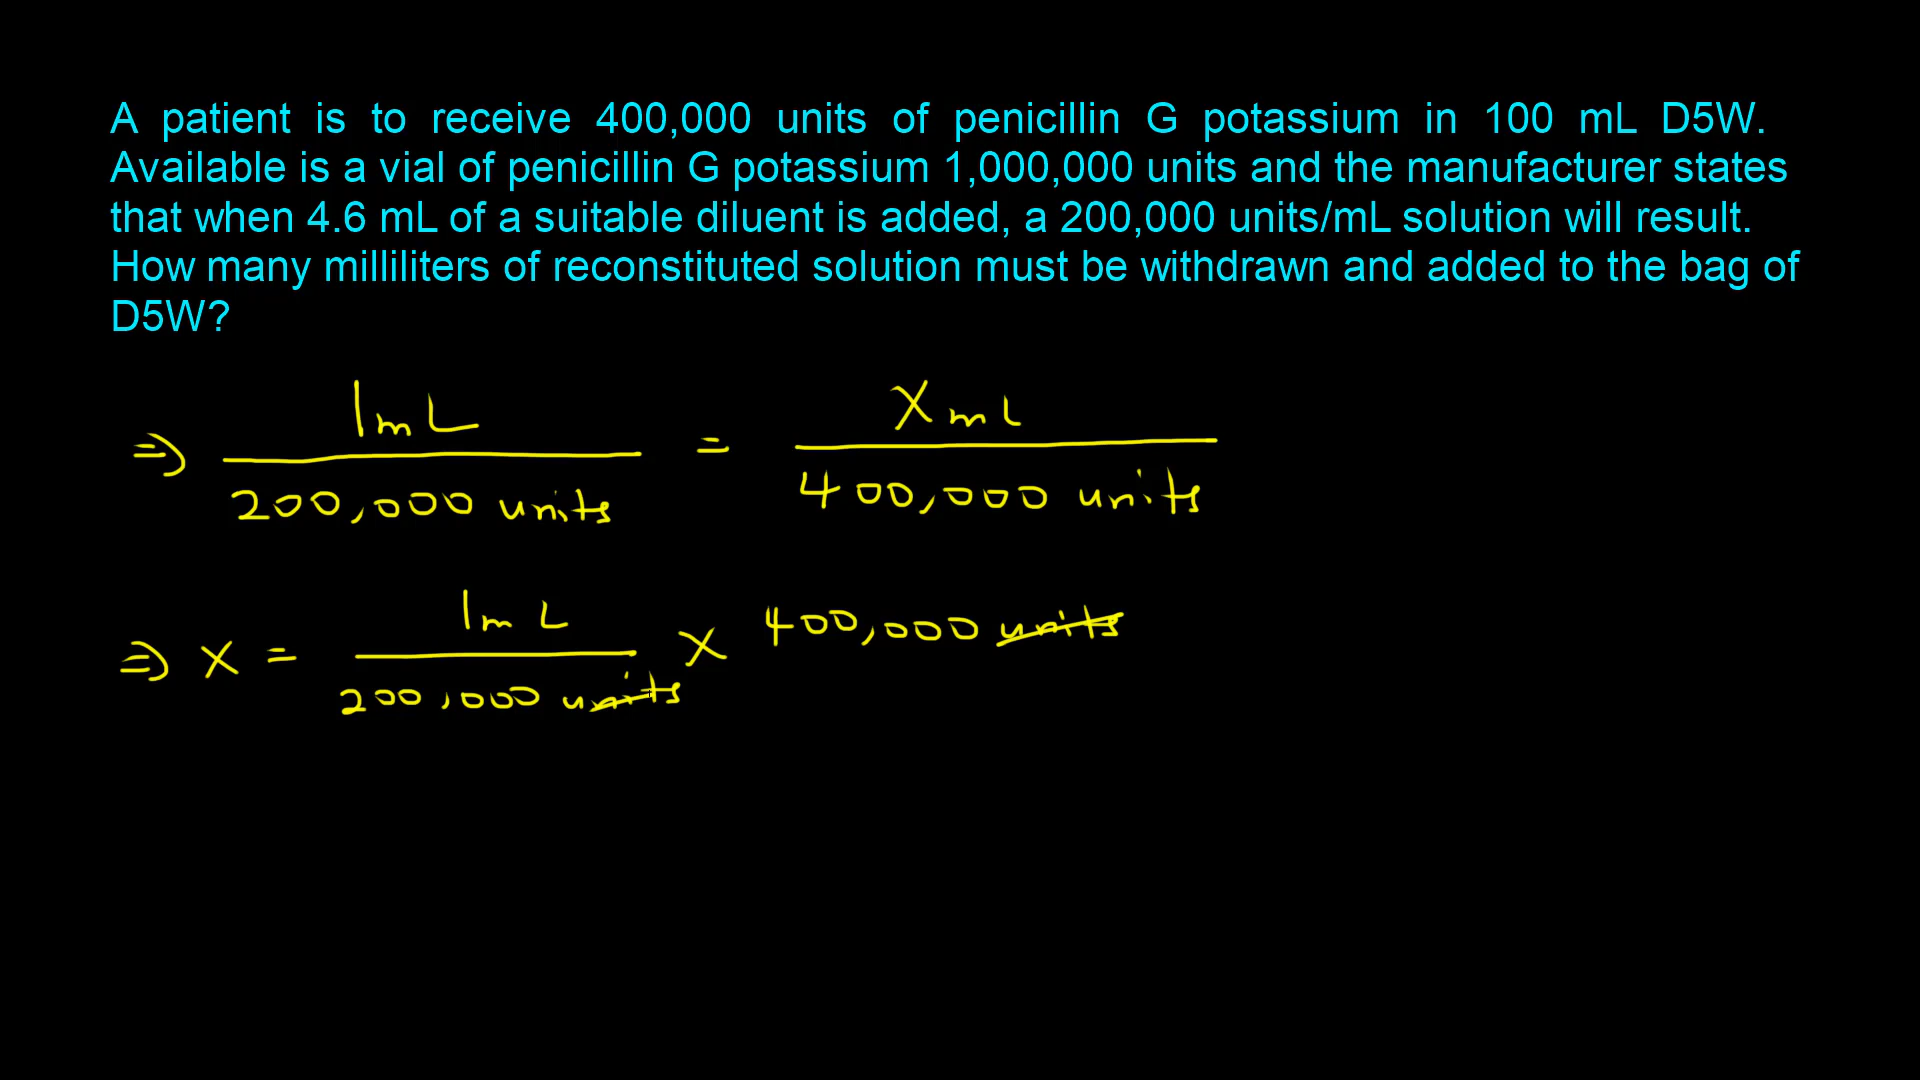 A patient is to receive 400,000 units of penicillin G potassium in 100 mL D5W.
Available is a vial of penicillin G potassium 1,000,000 units and the manufacturer states
that when 4.6 mL of a suitable diluent is added, a 200,000 units/mL solution will result.
How many milliliters of reconstituted solution must be withdrawn and added to the bag of
D5W?
⇒ 1mL / 200,000 units = X mL / 400,000 units
⇒ X = 1mL / 200,000 units × 400,000 units